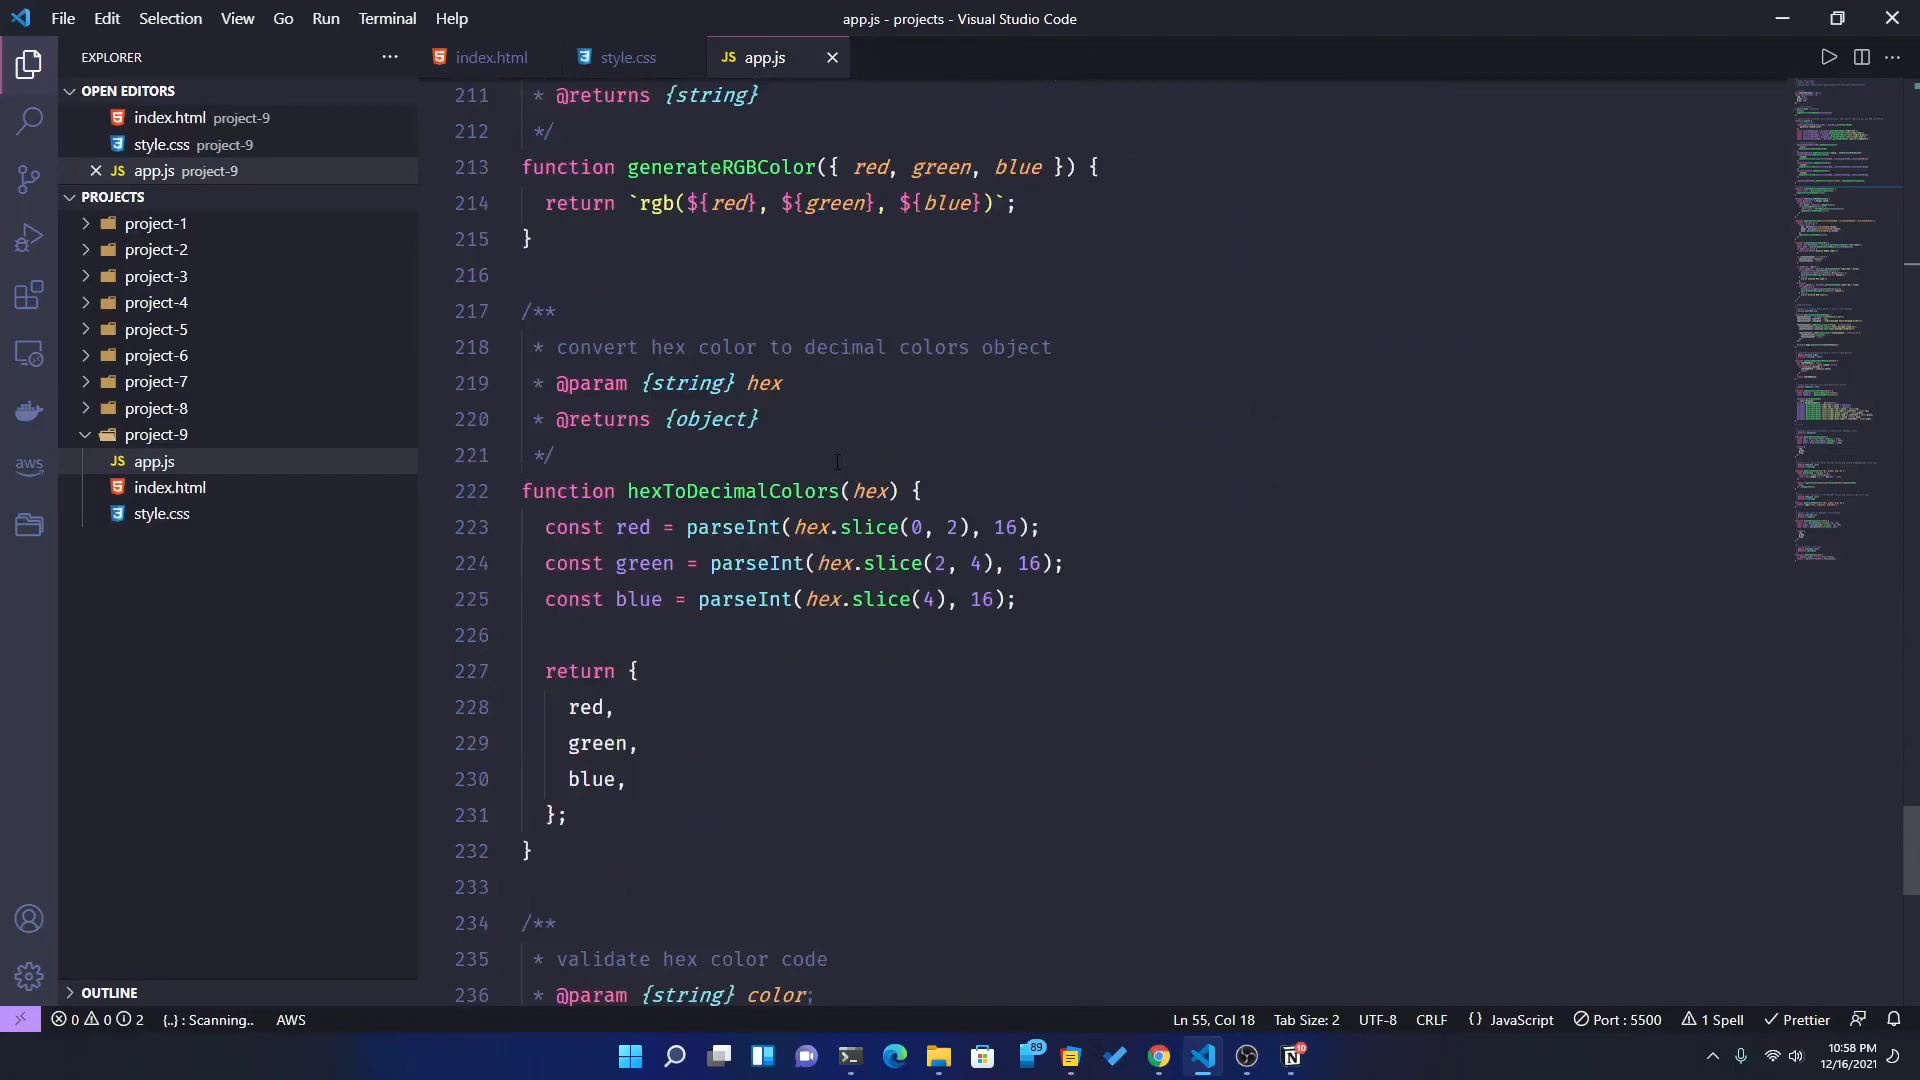 File Edit Selection View Go Run Terminal Help
app.js - projects - Visual Studio Code
EXPLORER
index.html
style.css
JS app.js
OPEN EDITORS
index.html project-9
style.css project-9
JS app.js project-9
PROJECTS
project-1
project-2
project-3
project-4
project-5
project-6
project-7
project-8
project-9
JS app.js
index.html
style.css
aws
OUTLINE
211 * @returns {string}
212 */
213 function generateRGBColor({ red, green, blue }) {
214 return `rgb(${red}, ${green}, ${blue})`;
215 }
216
217 /**
218 * convert hex color to decimal colors object
219 * @param {string} hex
220 * @returns {object}
221 */
222 function hexToDecimalColors(hex) {
223 const red = parseInt(hex.slice(0, 2), 16);
224 const green = parseInt(hex.slice(2, 4), 16);
225 const blue = parseInt(hex.slice(4), 16);
226
227 return {
228 red,
229 green,
230 blue,
231 };
232 }
233
234 /**
235 * validate hex color code
236 * @param {string} color;
0 0 2 {..} : Scanning.. AWS
Ln 55, Col 18 Tab Size: 2 UTF-8 CRLF {} JavaScript Port : 5500 1 Spell Prettier
89
10
10:58 PM
12/16/2021